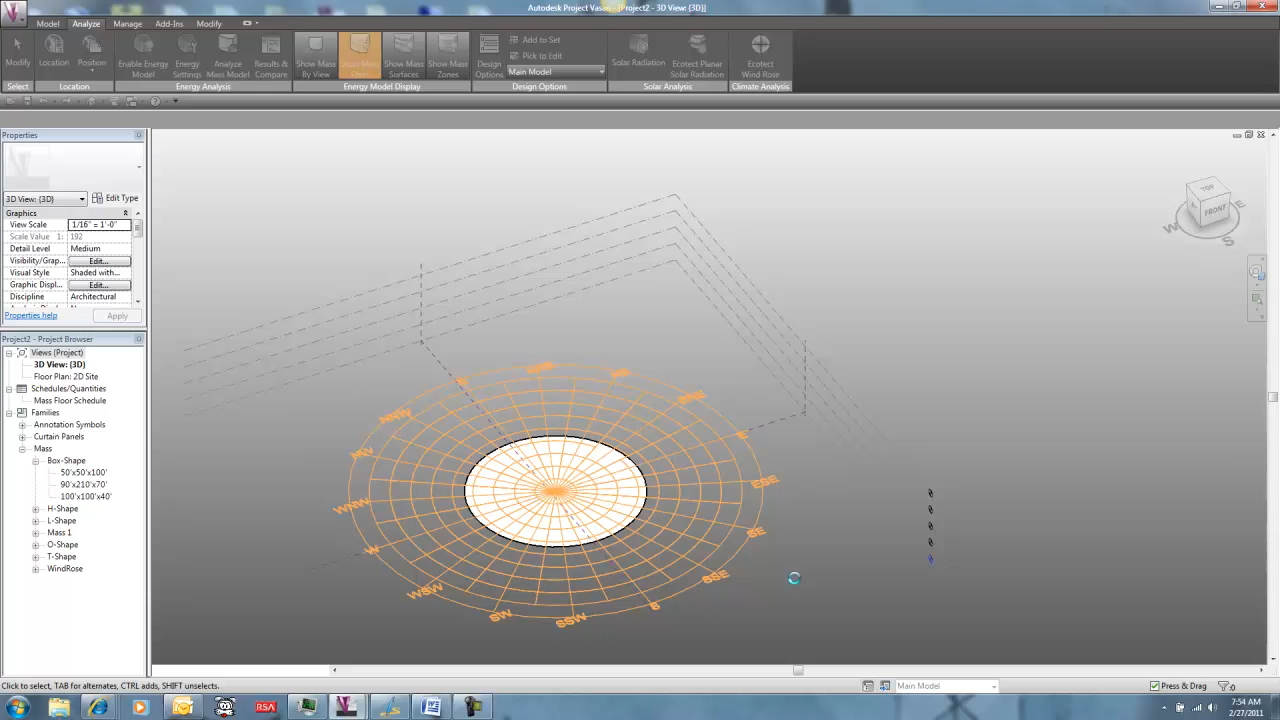 Autodesk Project Vasari - [Project2 - 3D View: {3D}]
Model Analyze Manage Add-Ins Modify
Modify Location Position Enable Energy Model Energy Settings Analyze Mass Model Results & Compare Show Mass By View Show Mass Surfaces Show Mass Zones Design Options Add to Set Pick to Edit Main Model Solar Radiation Ecotect Planar Solar Radiation Ecotect Wind Rose
Select Location Energy Analysis Energy Model Display Design Options Solar Analysis Climate Analysis
Properties
3D View: {3D} Edit Type
Graphics
View Scale 1/16" = 1'-0"
Scale Value 1: 192
Detail Level Medium
Visibility/Grap... Edit...
Visual Style Shaded with...
Graphic Displ... Edit...
Discipline Architectural
Properties help Apply
Project2 - Project Browser
Views (Project)
3D View: {3D}
Floor Plan: 2D Site
Schedules/Quantities
Mass Floor Schedule
Families
Annotation Symbols
Curtain Panels
Mass
Box-Shape
50'x50'x100'
90'x210'x70'
100'x100'x40'
H-Shape
L-Shape
Mass 1
O-Shape
T-Shape
WindRose
TOP
FRONT
W
S
E
NNW
NW
WNW
W
WSW
SW
SSW
S
SSE
SE
ESE
E
Click to select, TAB for alternates, CTRL adds, SHIFT unselects.
Main Model
Press & Drag :0
RSA
7:54 AM
2/27/2011